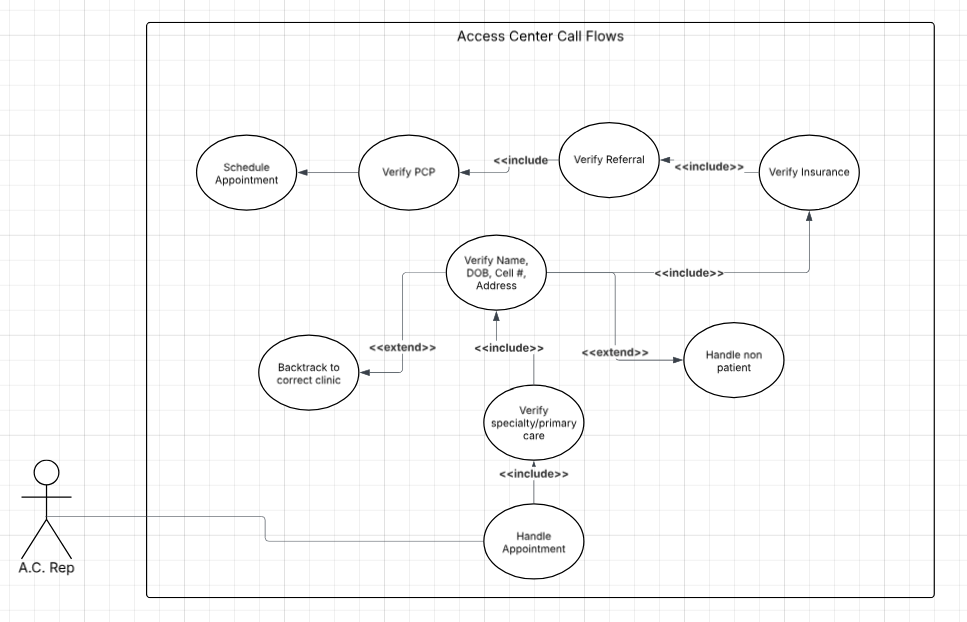 Access Center Call Flows
Schedule
Appointment
Verify PCP
<<include
Verify Referral
<<include>>
Verify Insurance
Verify Name,
DOB, Cell #,
Address
<<include>>
<<extend>>
<<include>>
<<extend>>
Backtrack to
correct clinic
Handle non
patient
Verify
specialty/primary
care
<<include>>
Handle
Appointment
A.C. Rep